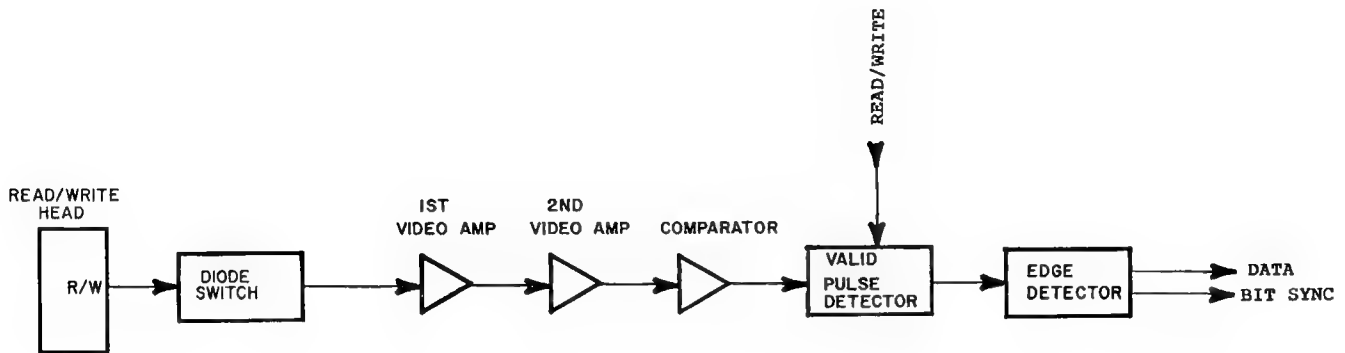 READ/WRITE
READ/WRITE
HEAD
R/W
DIODE
SWITCH
1ST
VIDEO AMP
2ND
VIDEO AMP
COMPARATOR
VALID
PULSE
DETECTOR
EDGE
DETECTOR
DATA
BIT SYNC